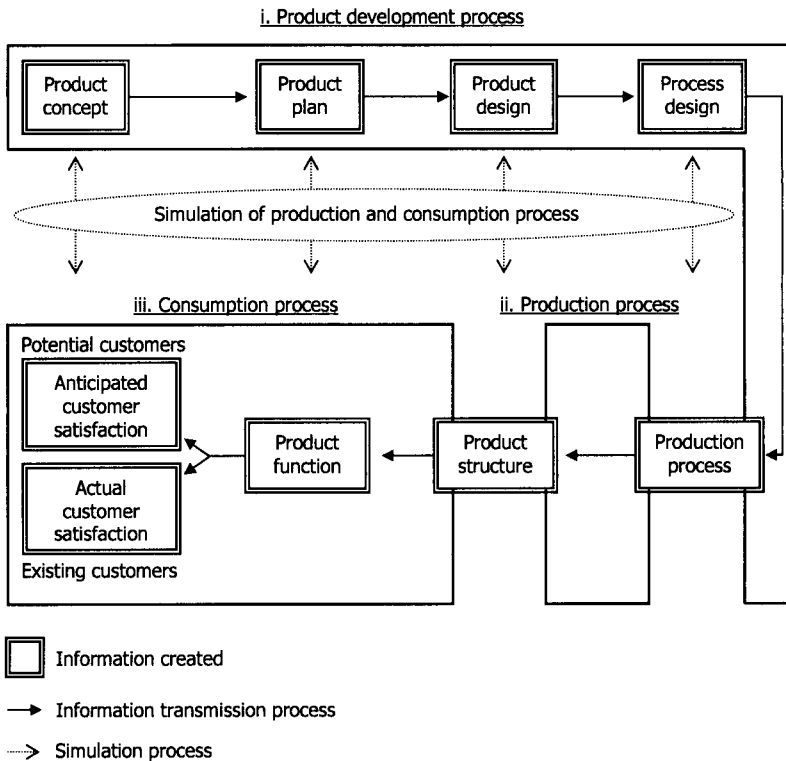 i. Product development process
Product
concept
Product
plan
Product
design
Process
design
Simulation of production and consumption process
iii. Consumption process
ii. Production process
Potential customers
Anticipated
customer
satisfaction
Actual
customer
satisfaction
Existing customers
Product
function
Product
structure
Production
process
Information created
Information transmission process
Simulation process